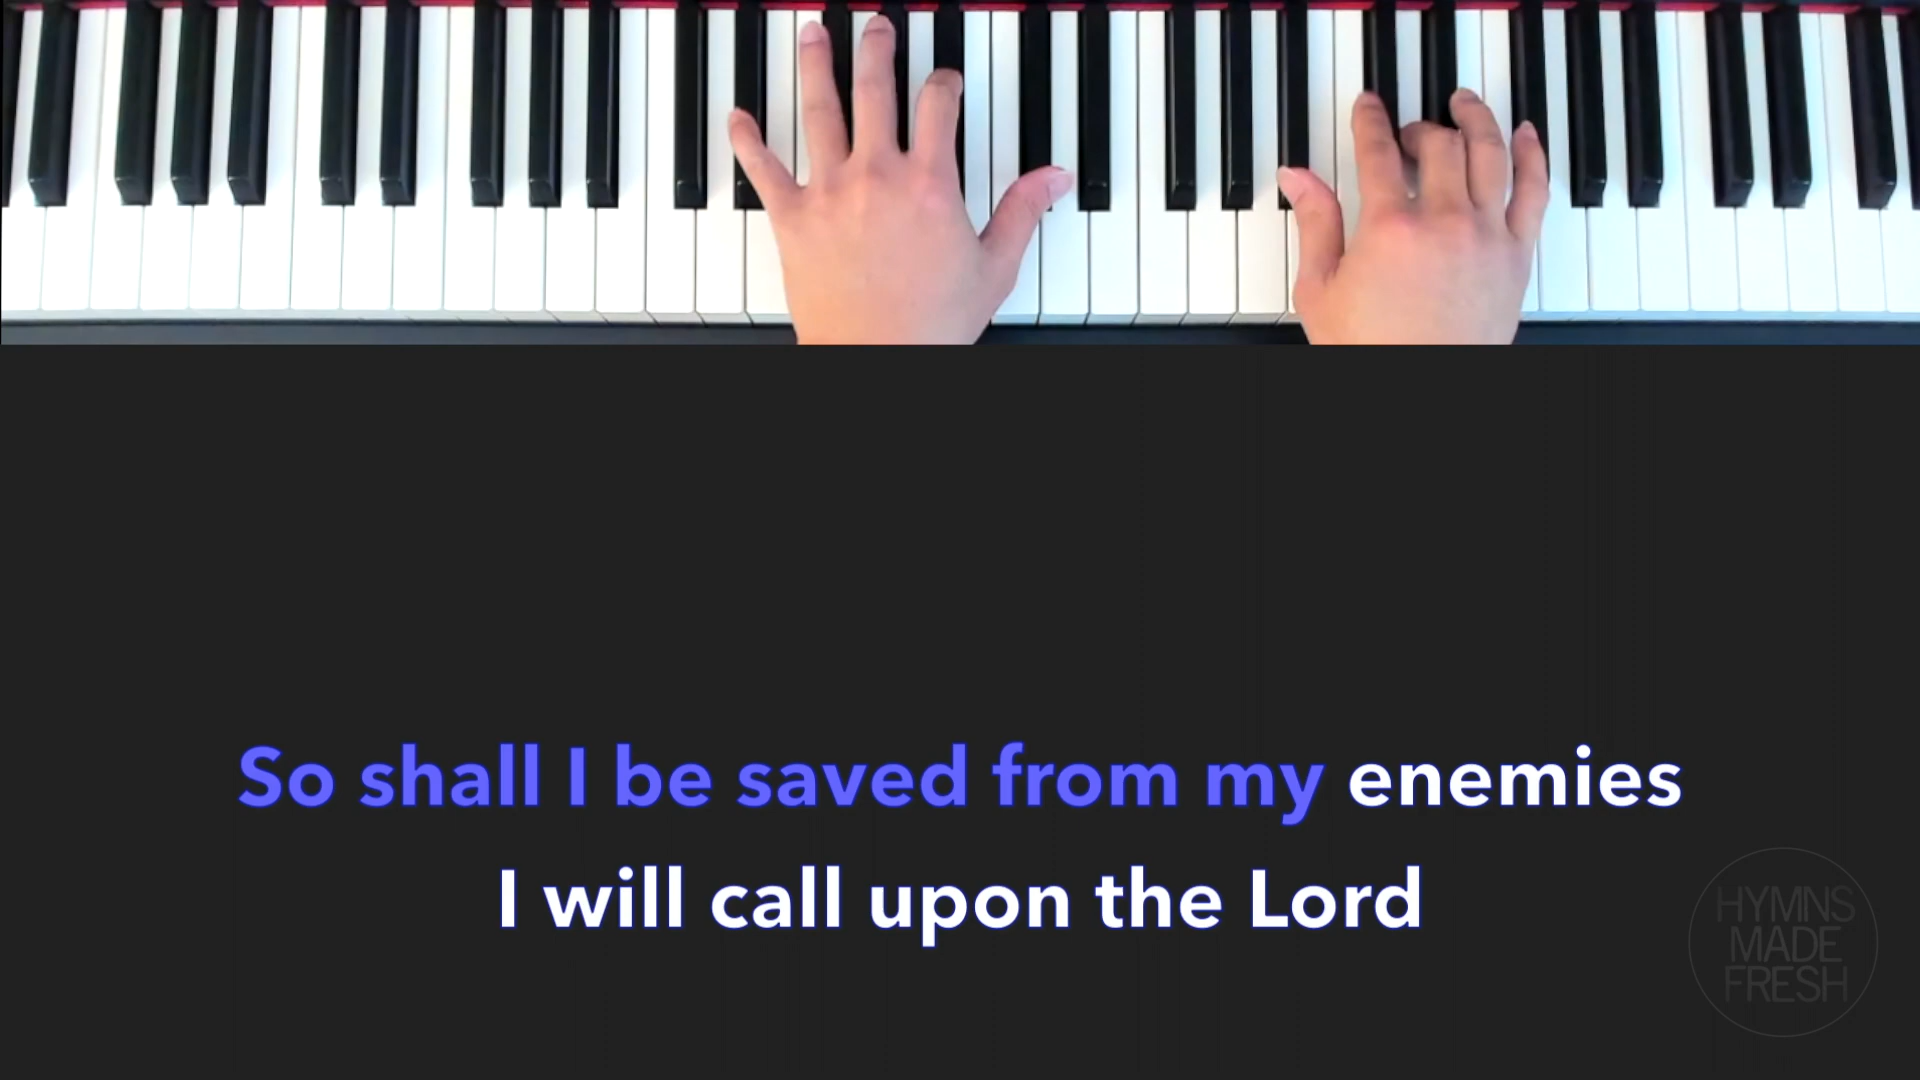 So shall I be saved from my enemies
I will call upon the Lord
HYMNS
MADE
FRESH